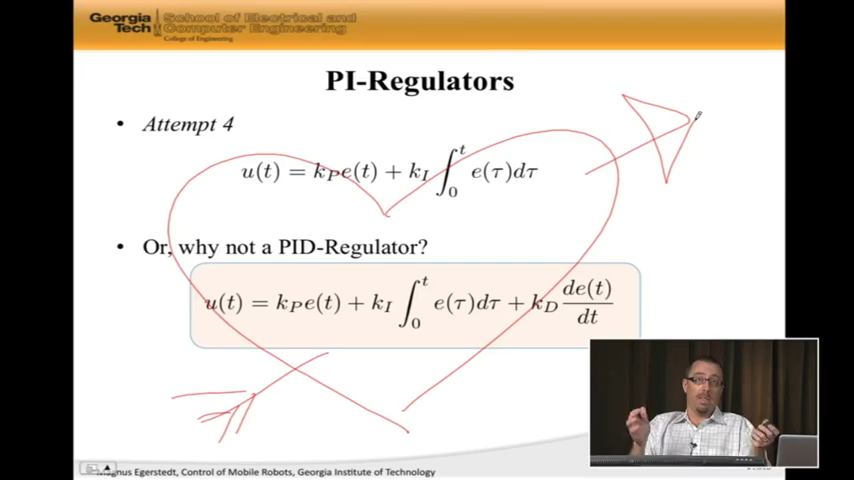 Georgia Tech
School of Electrical and Computer Engineering
College of Engineering
PI-Regulators
• Attempt 4
u(t) = k_P e(t) + k_I ∫_0^t e(τ)dτ
• Or, why not a PID-Regulator?
u(t) = k_P e(t) + k_I ∫_0^t e(τ)dτ + k_D de(t)/dt
Magnus Egerstedt, Control of Mobile Robots, Georgia Institute of Technology